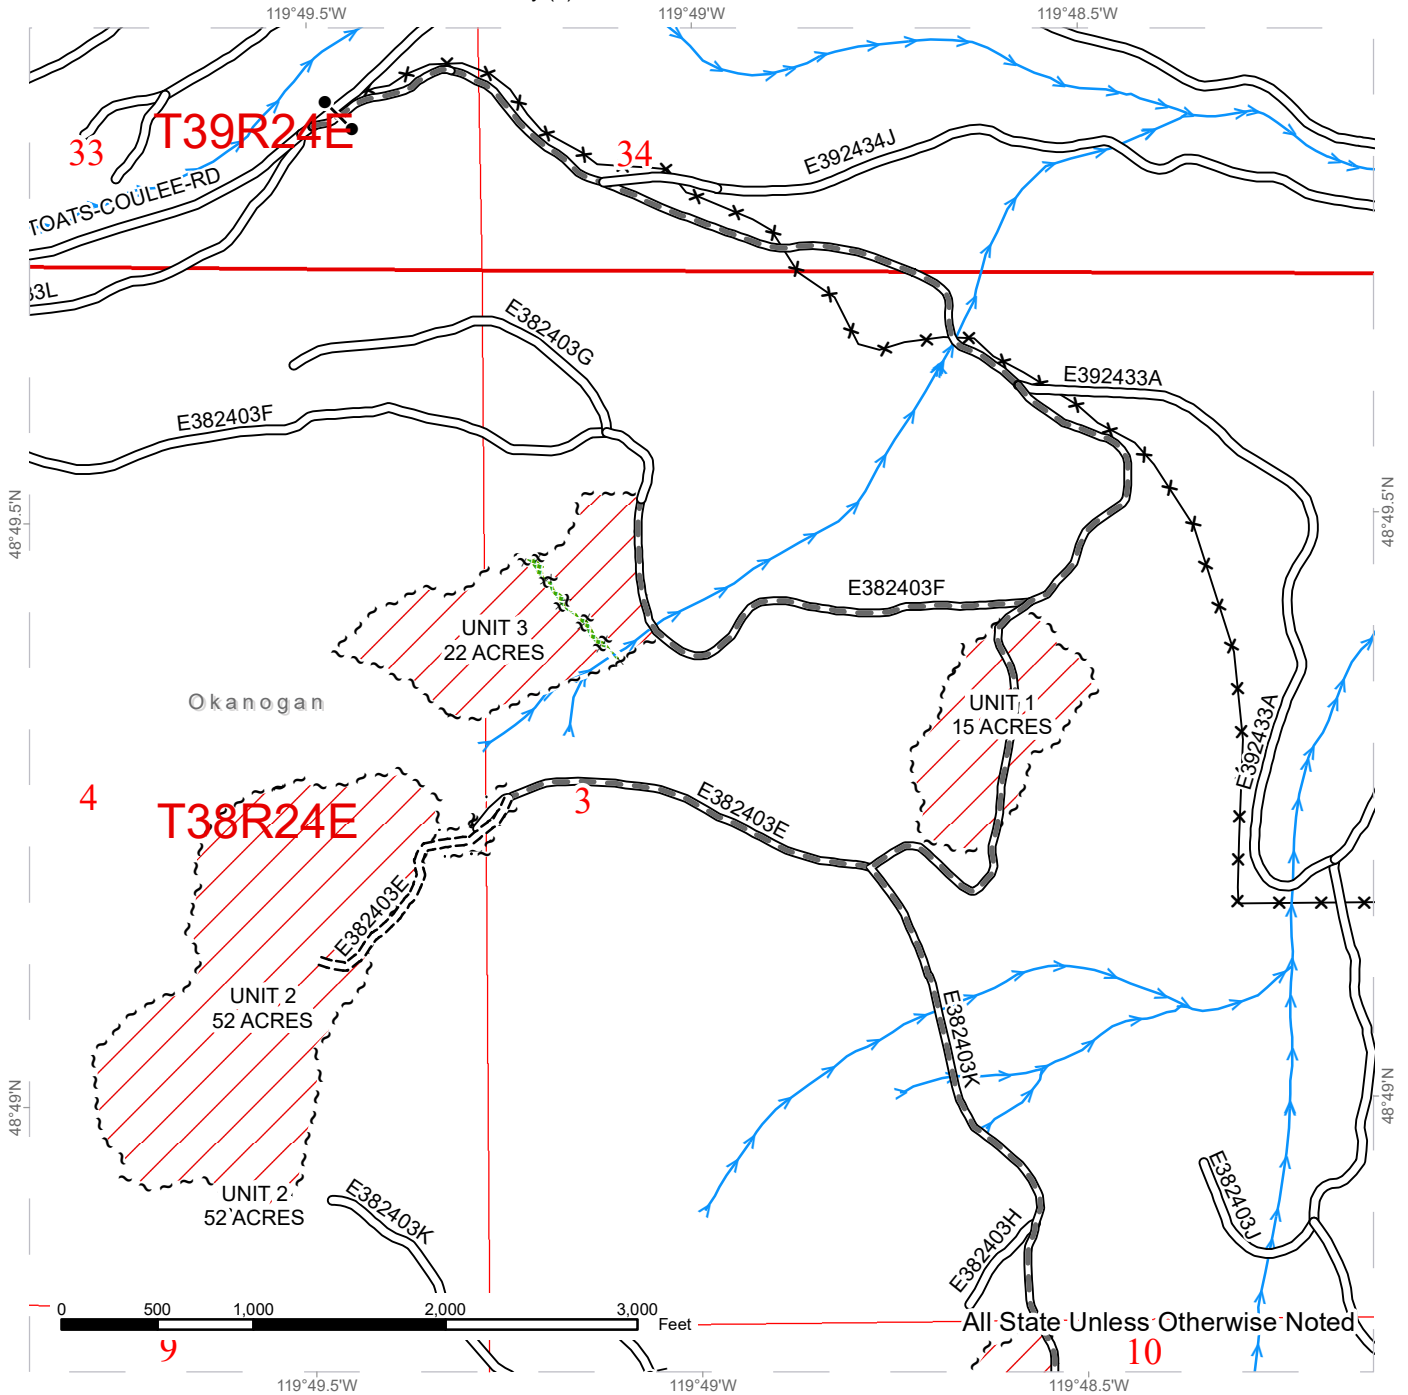 119°49.5'W
119°49'W
119°48.5'W
33
T39R24E
34
E392434J
TOATS-COULEE-RD
33L
E382403G
E392433A
E382403F
48°49.5'N
48°49.5'N
E382403F
UNIT 3
22 ACRES
Okanogan
UNIT 1
15 ACRES
E392433A
4
T38R24E
3
E382403E
E382403E
UNIT 2
52 ACRES
E382403K
48°49'N
48°49'N
UNIT 2
52 ACRES
E382403K
E382403H
E382403J
0
500
1,000
2,000
3,000
Feet
All State Unless Otherwise Noted
9
10
119°49.5'W
119°49'W
119°48.5'W